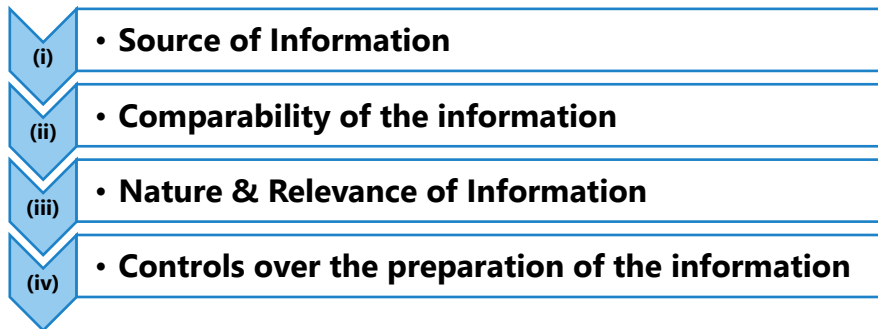 (i) • Source of Information
(ii) • Comparability of the information
(iii) • Nature & Relevance of Information
(iv) • Controls over the preparation of the information